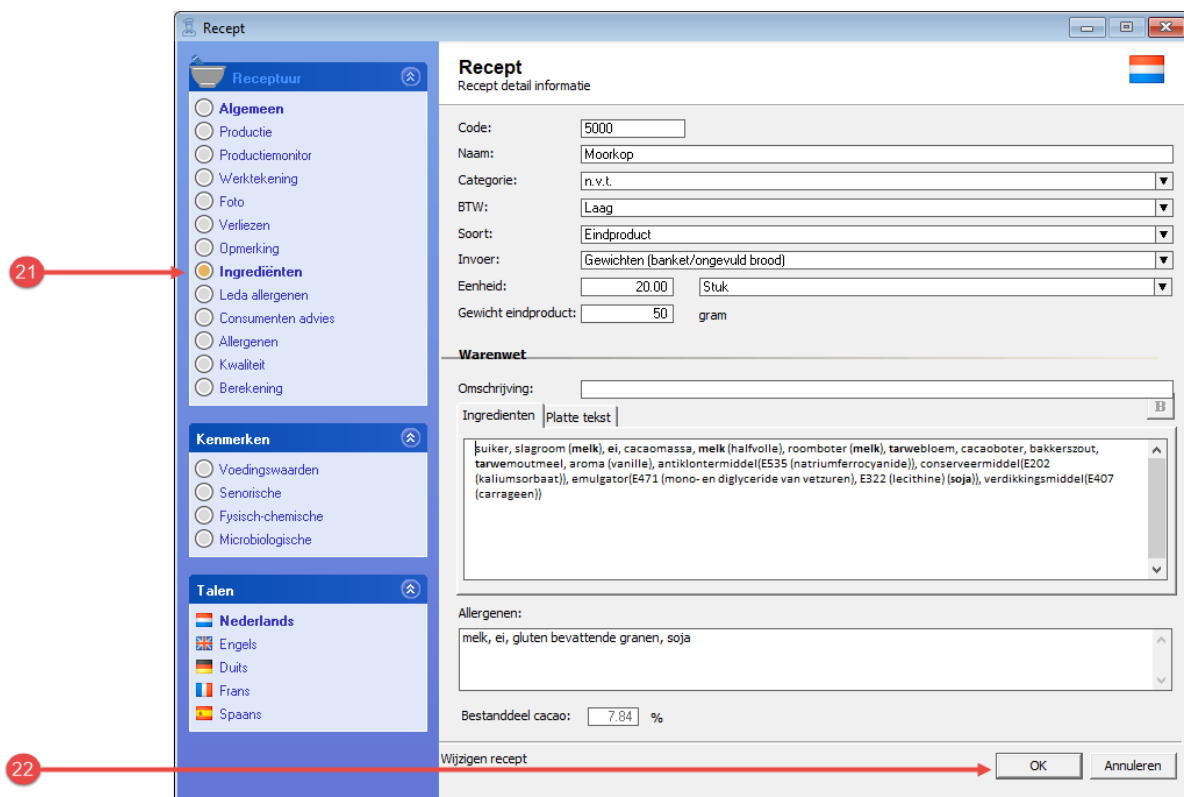 Recept
Receptuur
Algemeen
Productie
Productiemonitor
Werktekening
Foto
Verliezen
Opmerking
21
Ingrediënten
Leda allergenen
Consumenten advies
Allergenen
Kwaliteit
Berekening
Kenmerken
Voedingswaarden
Senorische
Fysisch-chemische
Microbiologische
Talen
Nederlands
Engels
Duits
Frans
Spaans
Recept
Recept detail informatie
Code: 5000
Naam: Moorkop
Categorie: n.v.t.
BTW: Laag
Soort: Eindproduct
Invoer: Gewichten (banket/ongevuld brood)
Eenheid: 20.00 Stuk
Gewicht eindproduct: 50 gram
Warenwet
Omschrijving:
B
Ingredienten Platte tekst
suiker, slagroom (melk), ei, cacaomassa, melk (halfvolle), roomboter (melk), tarwebloem, cacaoboter, bakkerszout,
tarwemoutmeel, aroma (vanille), antiklontermiddel(E535 (natriumferrocyanide)), conserveermiddel(E202
(kaliumsorbaat)), emulgator(E471 (mono- en diglyceride van vetzuren), E322 (lecithine) (soja)), verdikkingsmiddel(E407
(carrageen))
Allergenen:
melk, ei, gluten bevattende granen, soja
Bestanddeel cacao: 7.84 %
Wijzigen recept
22
OK Annuleren